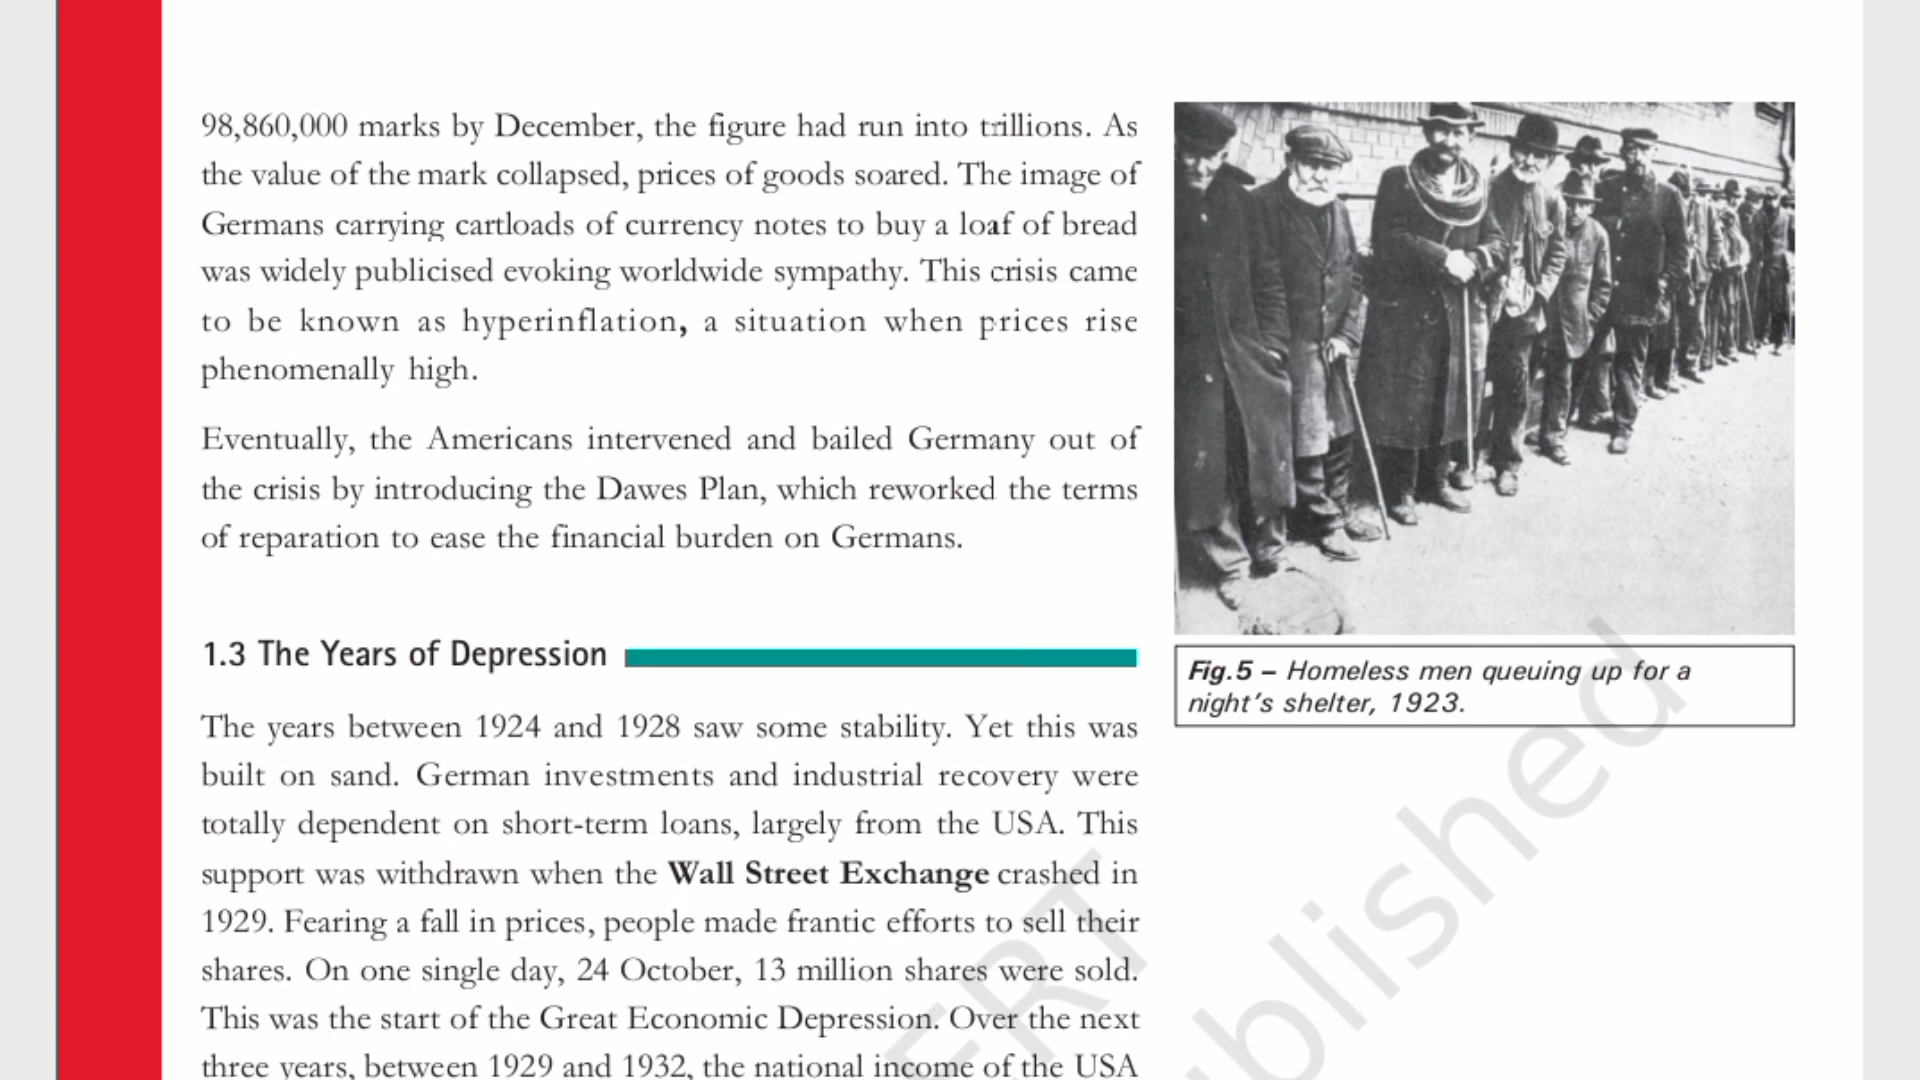 98,860,000 marks by December, the figure had run into trillions. As
the value of the mark collapsed, prices of goods soared. The image of
Germans carrying cartloads of currency notes to buy a loaf of bread
was widely publicised evoking worldwide sympathy. This crisis came
to be known as hyperinflation, a situation when prices rise
phenomenally high.
Eventually, the Americans intervened and bailed Germany out of
the crisis by introducing the Dawes Plan, which reworked the terms
of reparation to ease the financial burden on Germans.
1.3 The Years of Depression
The years between 1924 and 1928 saw some stability. Yet this was
built on sand. German investments and industrial recovery were
totally dependent on short-term loans, largely from the USA. This
support was withdrawn when the Wall Street Exchange crashed in
1929. Fearing a fall in prices, people made frantic efforts to sell their
shares. On one single day, 24 October, 13 million shares were sold.
This was the start of the Great Economic Depression. Over the next
three years, between 1929 and 1932, the national income of the USA
Fig.5 – Homeless men queuing up for a
night's shelter, 1923.
ERT
blished